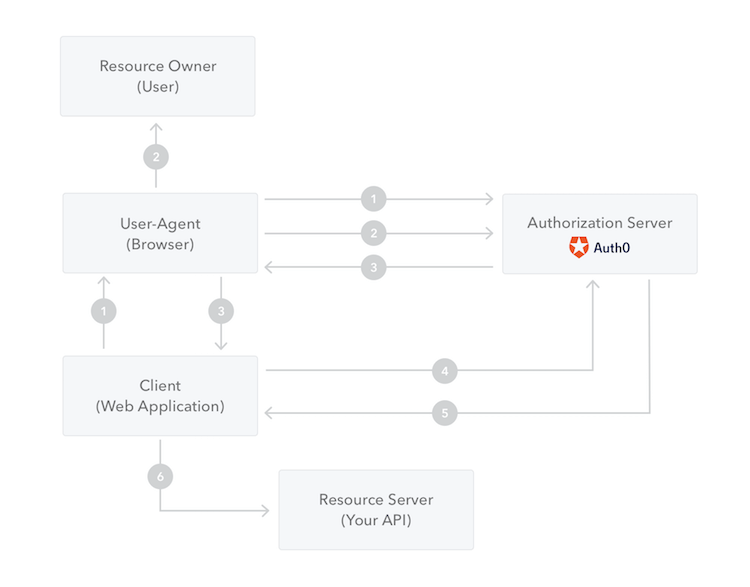 Resource Owner
(User)
2
User-Agent
(Browser)
1
2
3
Authorization Server
Auth0
1
3
Client
(Web Application)
4
5
6
Resource Server
(Your API)